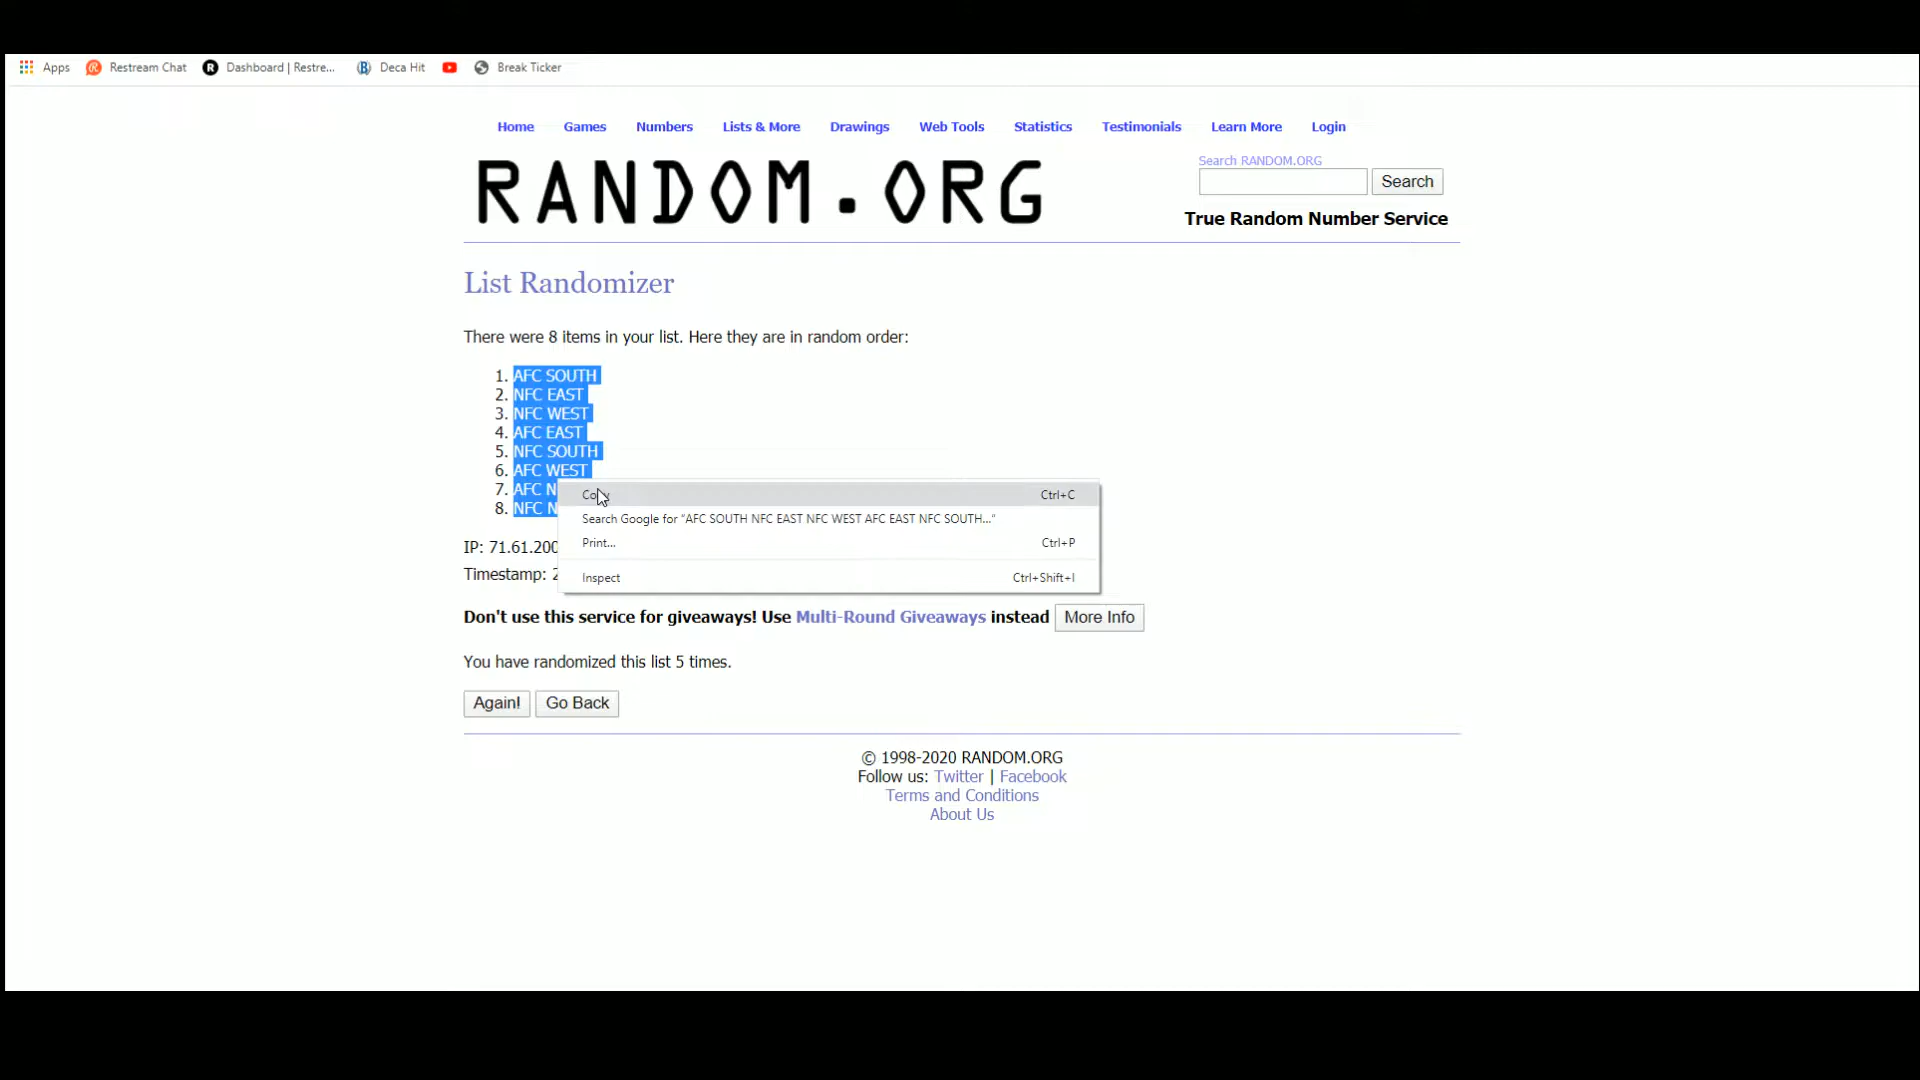 Apps Restream Chat Dashboard | Restre... Deca Hit Break Ticker
Home Games Numbers Lists & More Drawings Web Tools Statistics Testimonials Learn More Login
RANDOM.ORG
Search RANDOM.ORG
Search
True Random Number Service
List Randomizer
There were 8 items in your list. Here they are in random order:
1. AFC SOUTH
2. NFC EAST
3. NFC WEST
4. AFC EAST
5. NFC SOUTH
6. AFC WEST
7. AFC N
8. NFC N
Copy Ctrl+C
Search Google for “AFC SOUTH NFC EAST NFC WEST AFC EAST NFC SOUTH...”
Print... Ctrl+P
Inspect Ctrl+Shift+I
IP: 71.61.200
Timestamp: 2
Don't use this service for giveaways! Use Multi-Round Giveaways instead More Info
You have randomized this list 5 times.
Again! Go Back
© 1998-2020 RANDOM.ORG
Follow us: Twitter | Facebook
Terms and Conditions
About Us